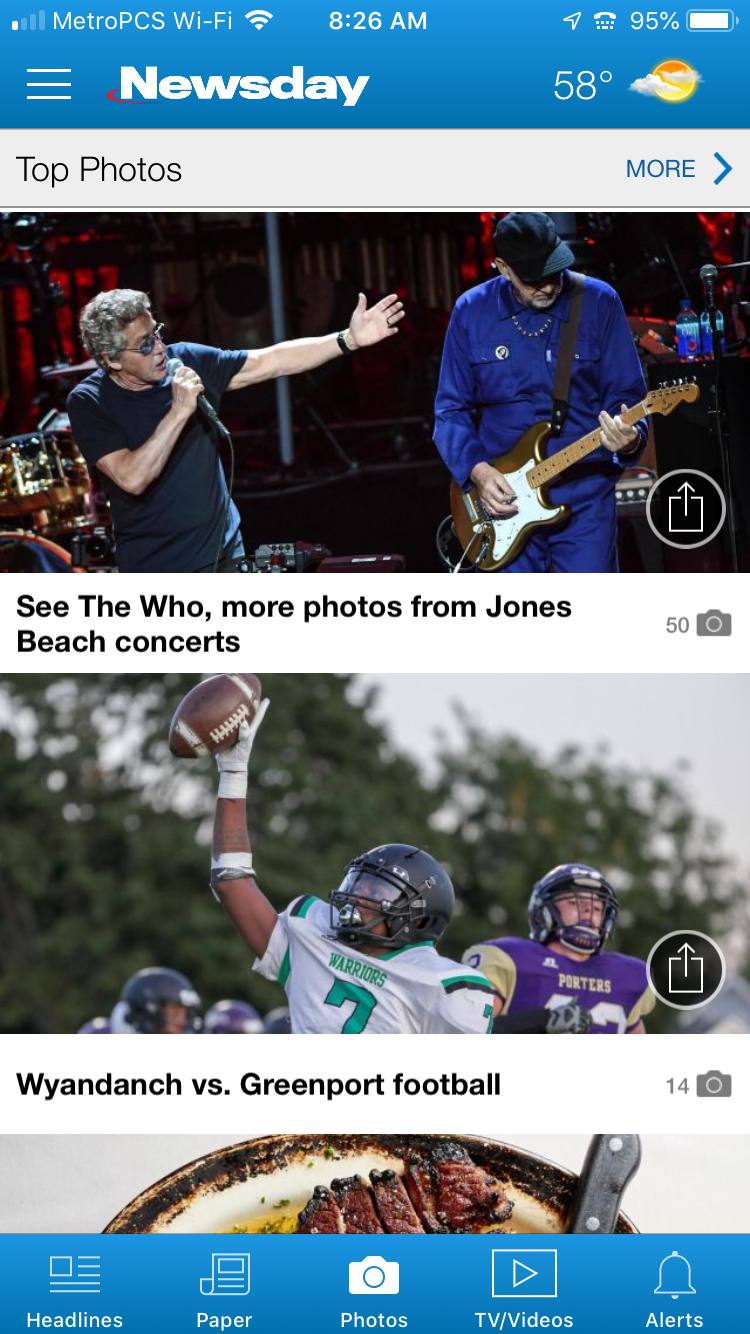 MetroPCS Wi-Fi 8:26 AM 95%
Newsday 58°
Top Photos MORE
See The Who, more photos from Jones
Beach concerts
50
WARRIORS
7
PORTERS
Wyandanch vs. Greenport football
14
Headlines Paper Photos TV/Videos Alerts